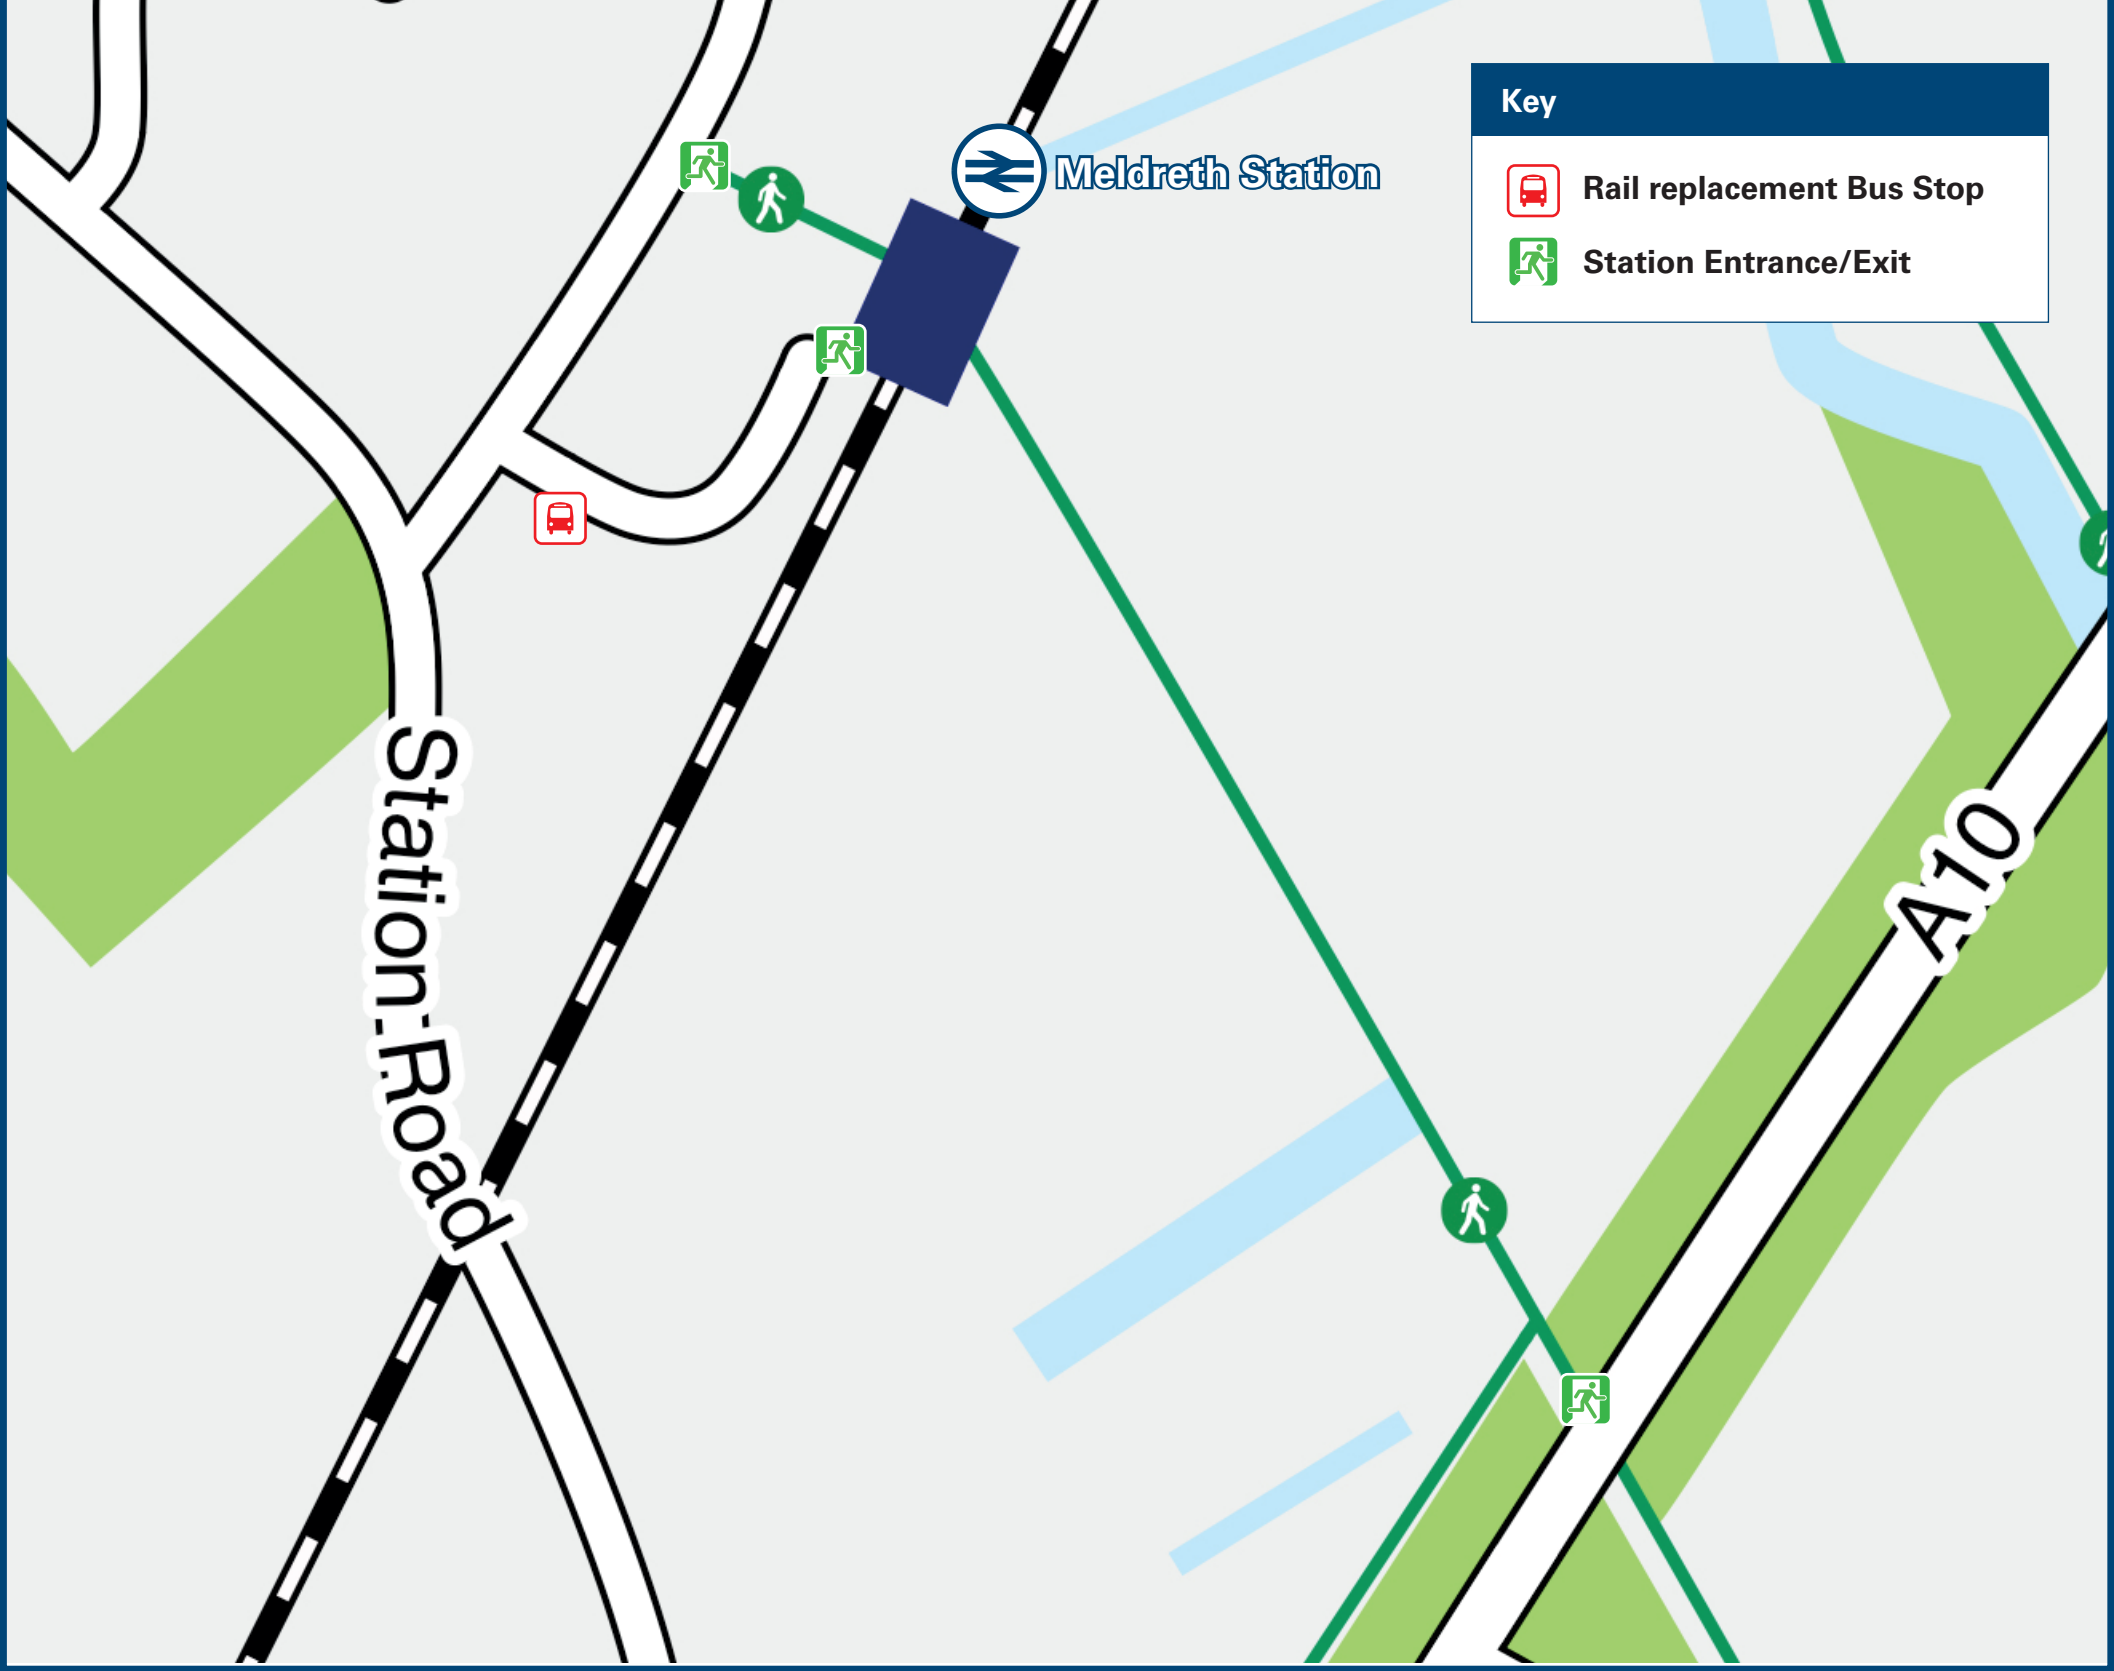 Key
Meldreth Station
Rail replacement Bus Stop
Station Entrance/Exit
Station Road
A10